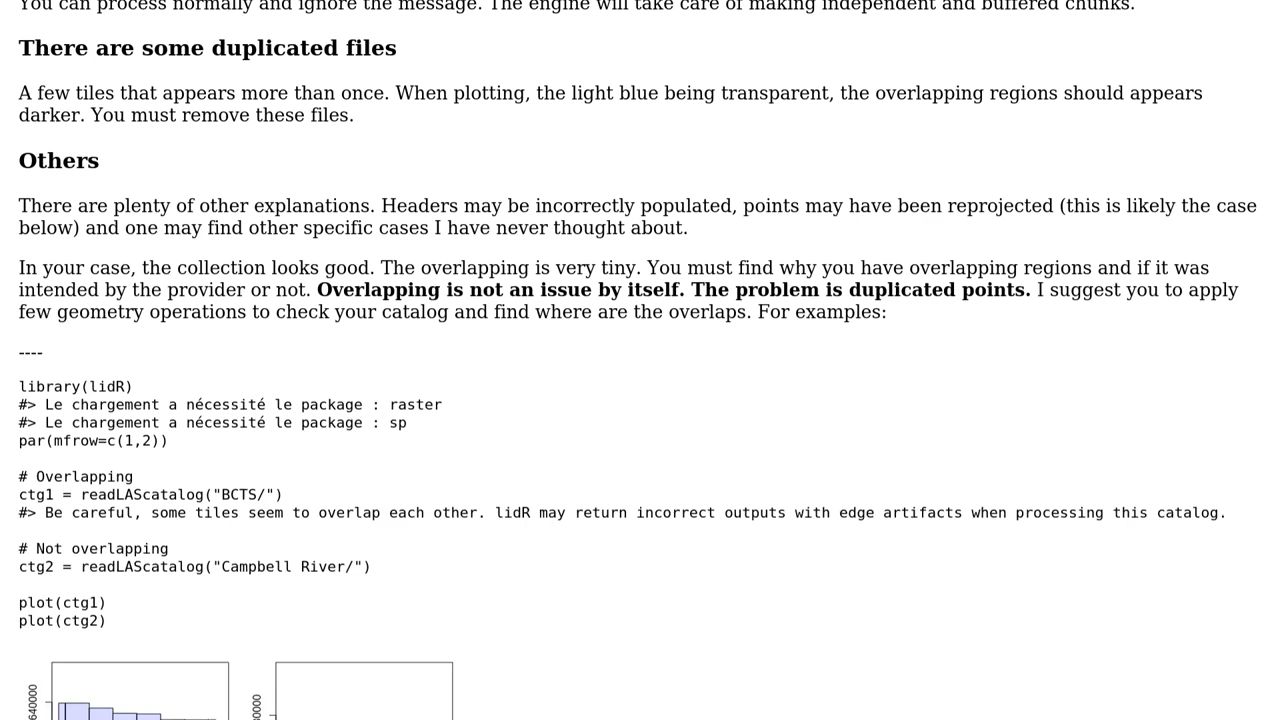 You can process normally and ignore the message. The engine will take care of making independent and buffered chunks.
There are some duplicated files
A few tiles that appears more than once. When plotting, the light blue being transparent, the overlapping regions should appears
darker. You must remove these files.
Others
There are plenty of other explanations. Headers may be incorrectly populated, points may have been reprojected (this is likely the case
below) and one may find other specific cases I have never thought about.
In your case, the collection looks good. The overlapping is very tiny. You must find why you have overlapping regions and if it was
intended by the provider or not. Overlapping is not an issue by itself. The problem is duplicated points. I suggest you to apply
few geometry operations to check your catalog and find where are the overlaps. For examples:
----
library(lidR)
#> Le chargement a nécessité le package : raster
#> Le chargement a nécessité le package : sp
par(mfrow=c(1,2))
# Overlapping
ctg1 = readLAScatalog("BCTS/")
#> Be careful, some tiles seem to overlap each other. lidR may return incorrect outputs with edge artifacts when processing this catalog.
# Not overlapping
ctg2 = readLAScatalog("Campbell River/")
plot(ctg1)
plot(ctg2)